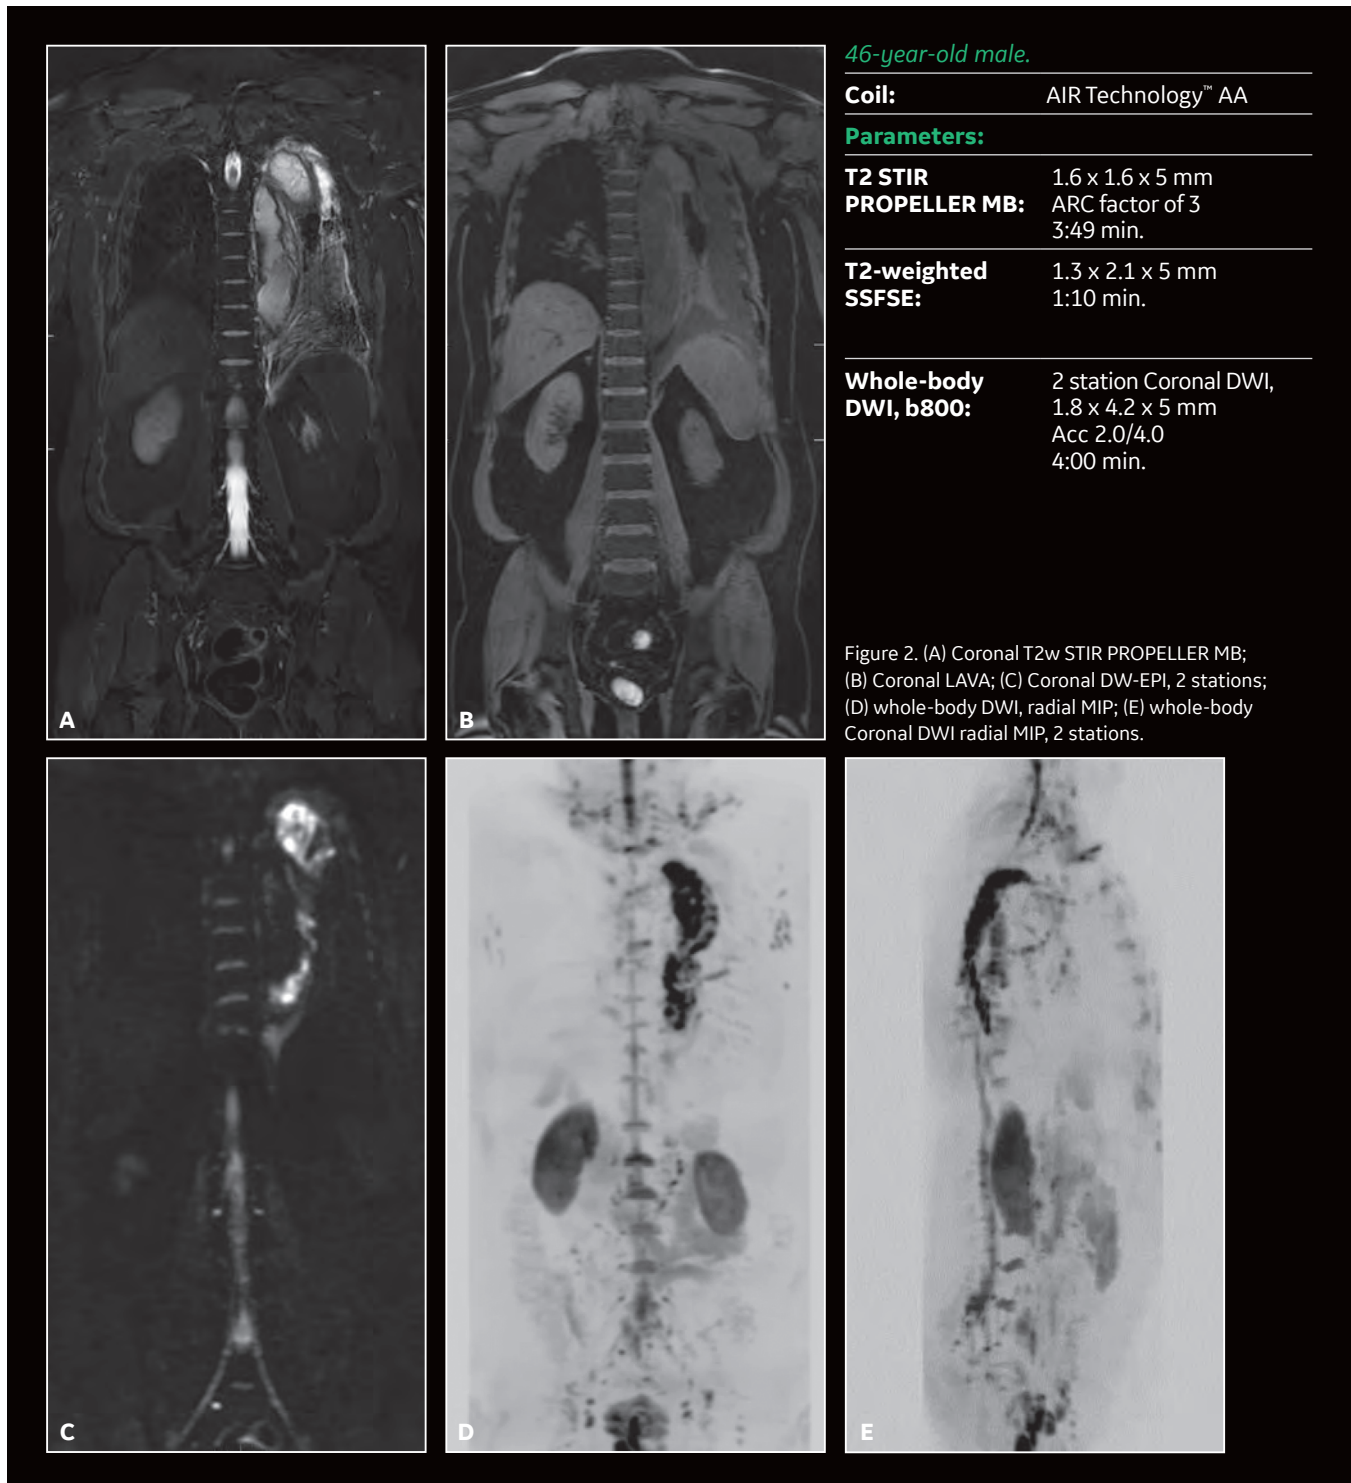 46-year-old male.
Coil: AIR Technology™ AA
Parameters:
T2 STIR 1.6 x 1.6 x 5 mm
PROPELLER MB: ARC factor of 3
3:49 min.
T2-weighted 1.3 x 2.1 x 5 mm
SSFSE: 1:10 min.
Whole-body 2 station Coronal DWI,
DWI, b800: 1.8 x 4.2 x 5 mm
Acc 2.0/4.0
4:00 min.
Figure 2. (A) Coronal T2w STIR PROPELLER MB;
(B) Coronal LAVA; (C) Coronal DW-EPI, 2 stations;
(D) whole-body DWI, radial MIP; (E) whole-body
Coronal DWI radial MIP, 2 stations.
A
B
C
D
E